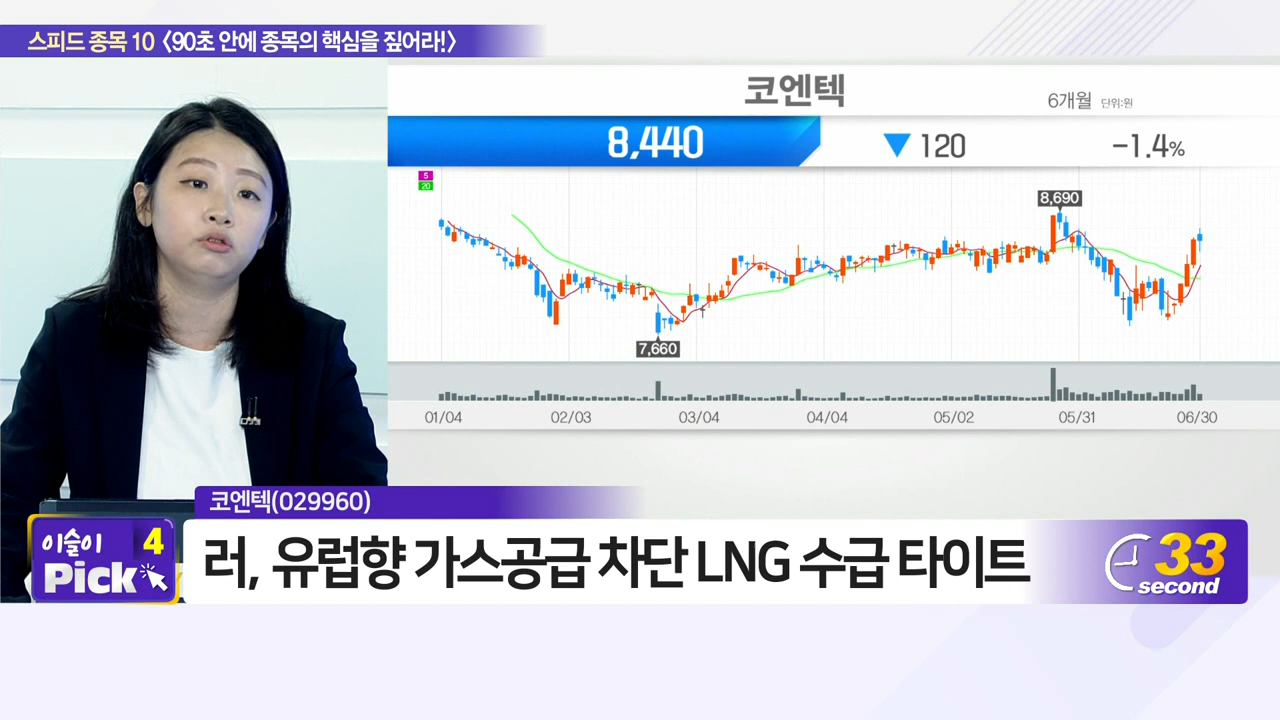 스피드 종목 10 〈90초 안에 종목의 핵심을 짚어라!〉
코엔텍
6개월 단위:원
8,440 ▼120 -1.4%
5
20
8,690
7,660
01/04 02/03 03/04 04/04 05/02 05/31 06/30
코엔텍(029960)
이슬이 4
Pick
러, 유럽향 가스공급 차단 LNG 수급 타이트
33
second